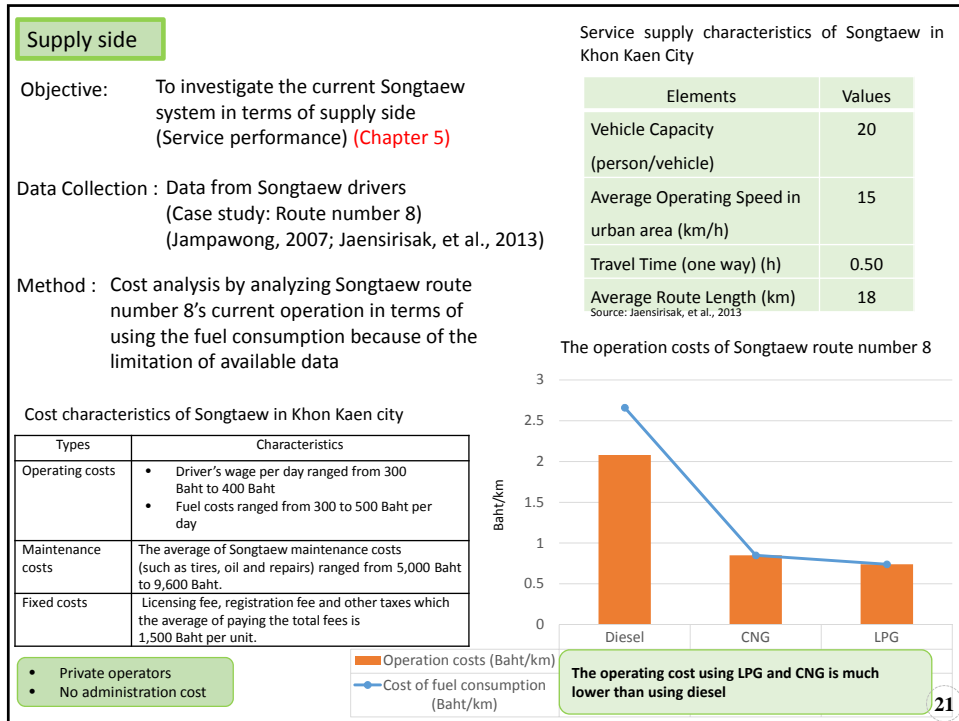 Supply side
Objective: To investigate the current Songtaew
system in terms of supply side
(Service performance) (Chapter 5)
Data Collection : Data from Songtaew drivers
(Case study: Route number 8)
(Jampawong, 2007; Jaensirisak, et al., 2013)
Method : Cost analysis by analyzing Songtaew route
number 8's current operation in terms of
using the fuel consumption because of the
limitation of available data
Cost characteristics of Songtaew in Khon Kaen city
Types Characteristics
Operating costs • Driver's wage per day ranged from 300
Baht to 400 Baht
• Fuel costs ranged from 300 to 500 Baht per
day
Maintenance The average of Songtaew maintenance costs
costs (such as tires, oil and repairs) ranged from 5,000 Baht
to 9,600 Baht.
Fixed costs Licensing fee, registration fee and other taxes which
the average of paying the total fees is
1,500 Baht per unit.
• Private operators
• No administration cost
Service supply characteristics of Songtaew in
Khon Kaen City
Elements Values
Vehicle Capacity 20
(person/vehicle)
Average Operating Speed in 15
urban area (km/h)
Travel Time (one way) (h) 0.50
Average Route Length (km) 18
Source: Jaensirisak, et al., 2013
The operation costs of Songtaew route number 8
3
2.5
2
1.5
1
0.5
0
Baht/km
Diesel CNG LPG
Operation costs (Baht/km)
Cost of fuel consumption
(Baht/km)
The operating cost using LPG and CNG is much
lower than using diesel
21